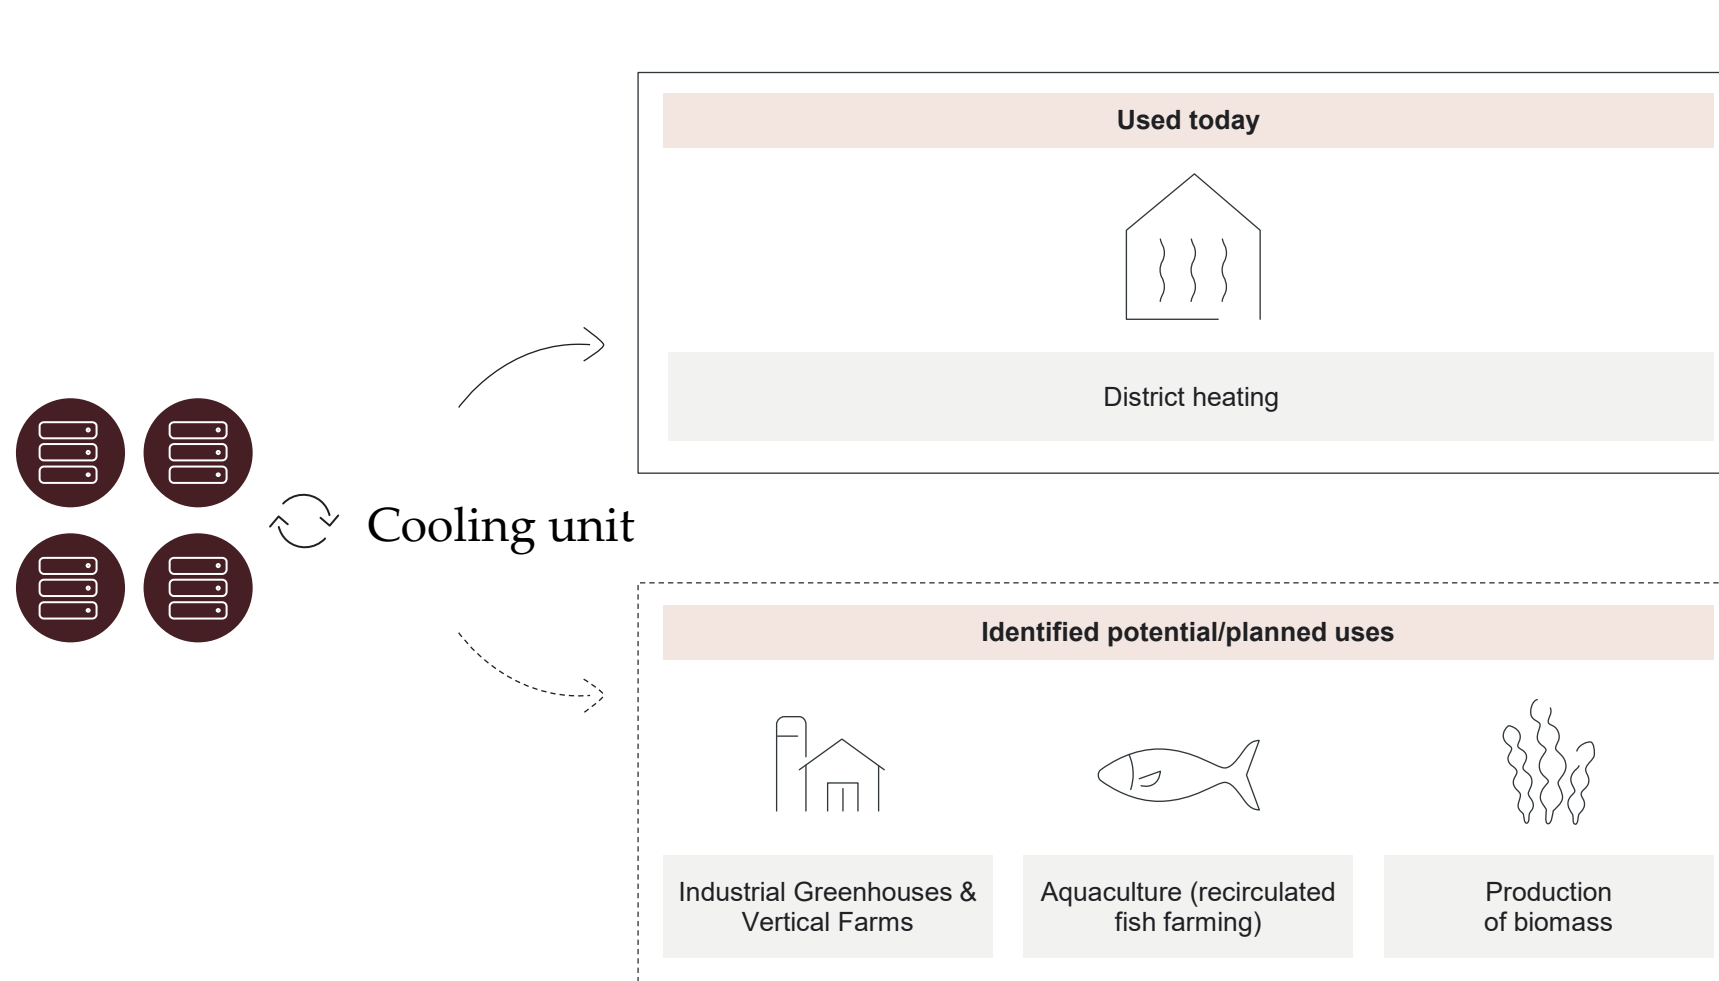 Used today
District heating
Cooling unit
Identified potential/planned uses
Industrial Greenhouses &
Vertical Farms
Aquaculture (recirculated
fish farming)
Production
of biomass